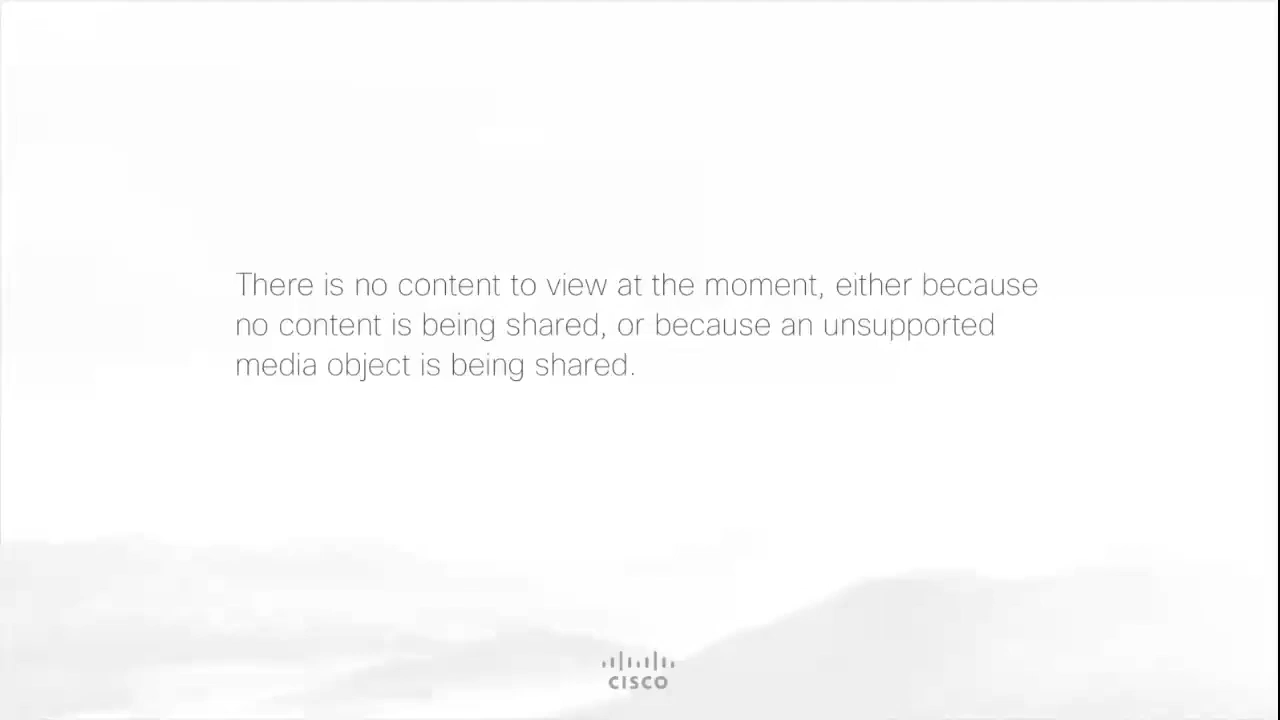 There is no content to view at the moment, either because
no content is being shared, or because an unsupported
media object is being shared.
CISCO